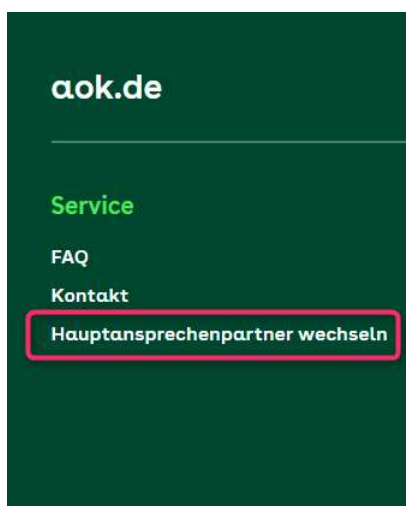 aok.de
Service
FAQ
Kontakt
Hauptansprechenpartner wechseln